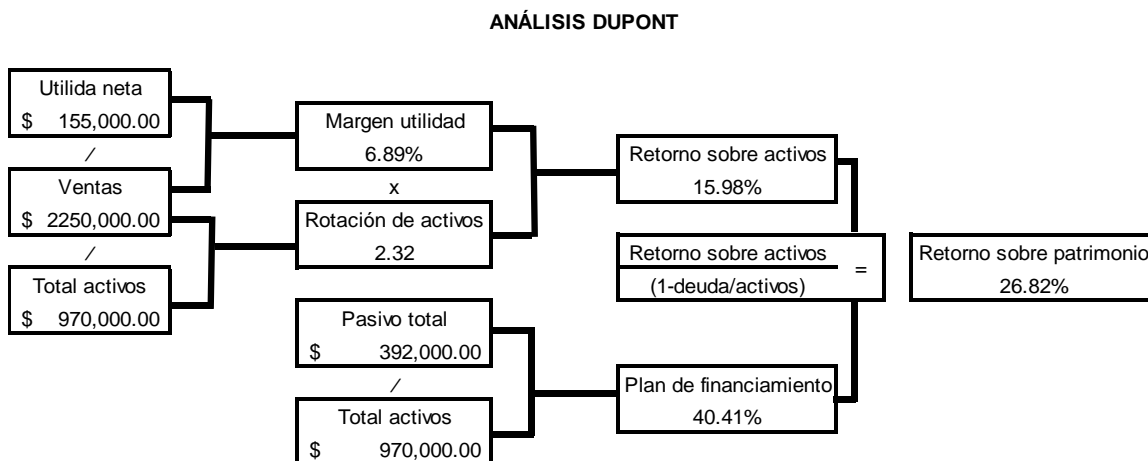 ANÁLISIS DUPONT
Utilida neta
$ 155,000.00
/
Ventas
$ 2250,000.00
/
Total activos
$ 970,000.00
Margen utilidad
6.89%
x
Rotación de activos
2.32
Pasivo total
$ 392,000.00
/
Total activos
$ 970,000.00
Retorno sobre activos
15.98%
Retorno sobre activos
(1-deuda/activos)
=
Plan de financiamiento
40.41%
Retorno sobre patrimonio
26.82%